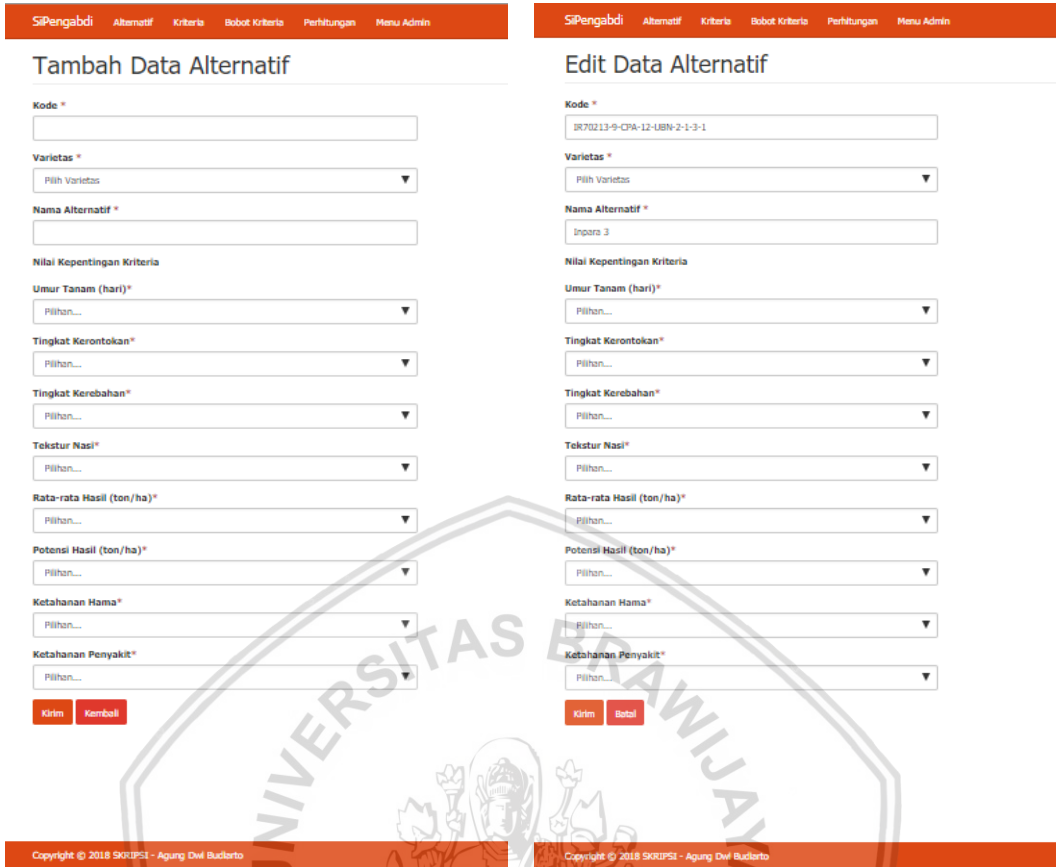 SiPengabdi Alternatif Kriteria Bobot Kriteria Perhitungan Menu Admin
Tambah Data Alternatif
Kode *
Varietas *
Pilih Varietas
Nama Alternatif *
Nilai Kepentingan Kriteria
Umur Tanam (hari)*
Pilihan....
Tingkat Kerontokan*
Pilihan....
Tingkat Kerebahan*
Pilihan....
Tekstur Nasi*
Pilihan....
Rata-rata Hasil (ton/ha)*
Pilihan....
Potensi Hasil (ton/ha)*
Pilihan....
Ketahanan Hama*
Pilihan....
Ketahanan Penyakit*
Pilihan....
Kirim Kembali
Copyright © 2018 SKRIPSI - Agung Dwi Budiarto
SiPengabdi Alternatif Kriteria Bobot Kriteria Perhitungan Menu Admin
Edit Data Alternatif
Kode *
IR70213-9-CPA-12-UBN-2-1-3-1
Varietas *
Pilih Varietas
Nama Alternatif *
Inpara 3
Nilai Kepentingan Kriteria
Umur Tanam (hari)*
Pilihan....
Tingkat Kerontokan*
Pilihan....
Tingkat Kerebahan*
Pilihan....
Tekstur Nasi*
Pilihan....
Rata-rata Hasil (ton/ha)*
Pilihan....
Potensi Hasil (ton/ha)*
Pilihan....
Ketahanan Hama*
Pilihan....
Ketahanan Penyakit*
Pilihan....
Kirim Batal
Copyright © 2018 SKRIPSI - Agung Dwi Budiarto
UNIVERSITAS BRAWIJAY